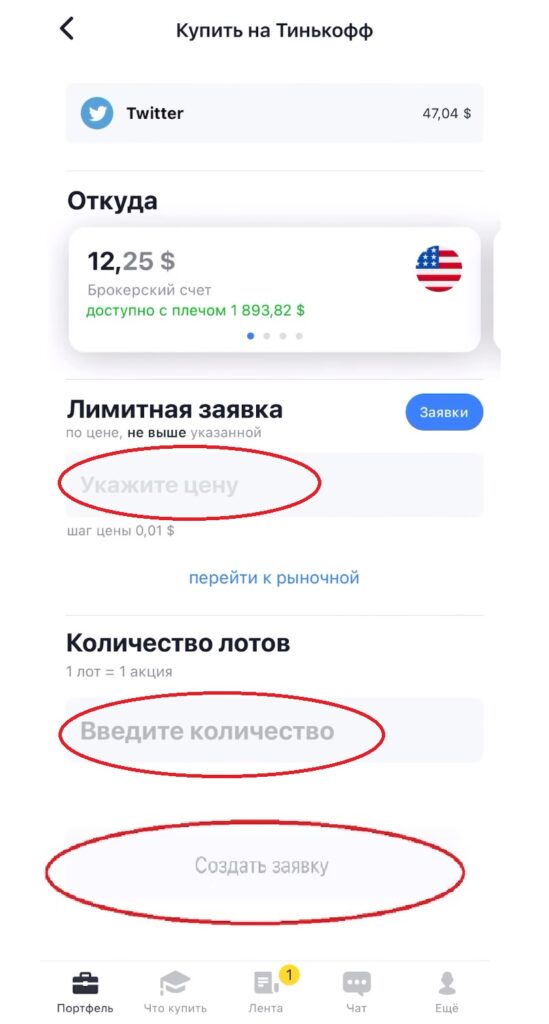 Купить на Тинькофф
Twitter 47,04 $
Откуда
12,25 $
Брокерский счет
доступно с плечом 1 893,82 $
Лимитная заявка Заявки
по цене, не выше указанной
Укажите цену
шаг цены 0,01 $
перейти к рыночной
Количество лотов
1 лот = 1 акция
Введите количество
Создать заявку
1
Портфель Что купить Лента Чат Ещё